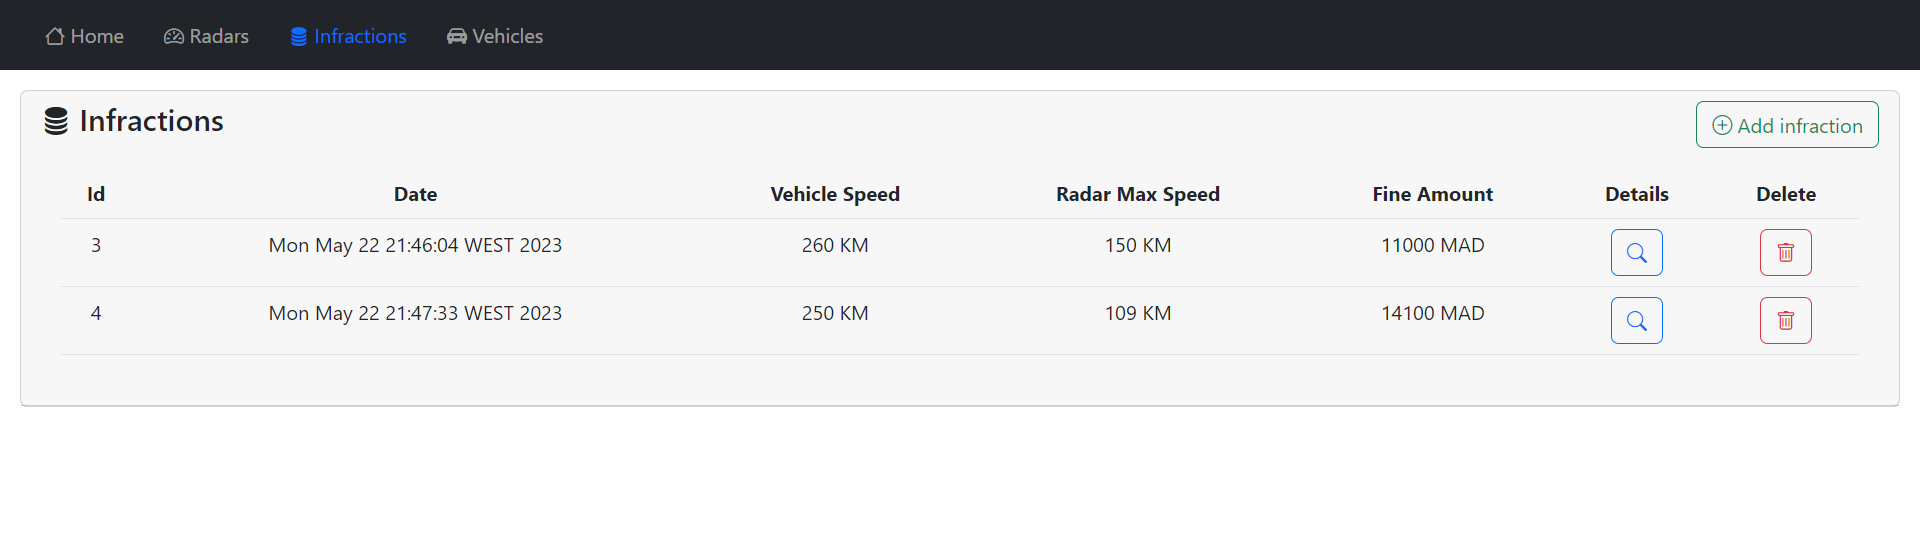 Home Radars Infractions Vehicles
Infractions
Add infraction
Id Date Vehicle Speed Radar Max Speed Fine Amount Details Delete
3 Mon May 22 21:46:04 WEST 2023 260 KM 150 KM 11000 MAD
4 Mon May 22 21:47:33 WEST 2023 250 KM 109 KM 14100 MAD